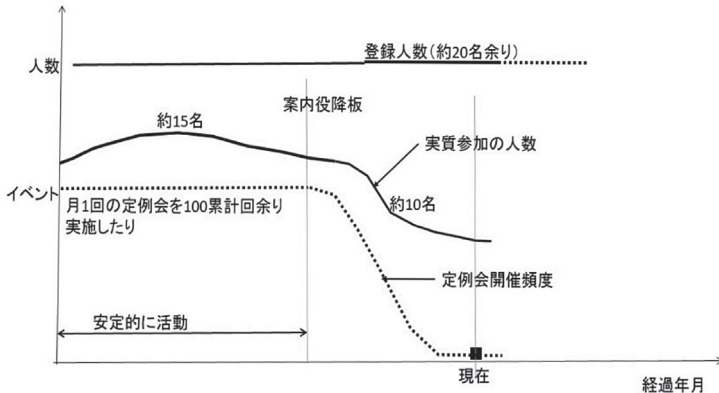 登録人数(約20名余り)
人数
案内役降板
約15名
実質参加の人数
イベント
月1回の定例会を100累計回余り
実施したり
約10名
定例会開催頻度
安定的に活動
現在
経過年月